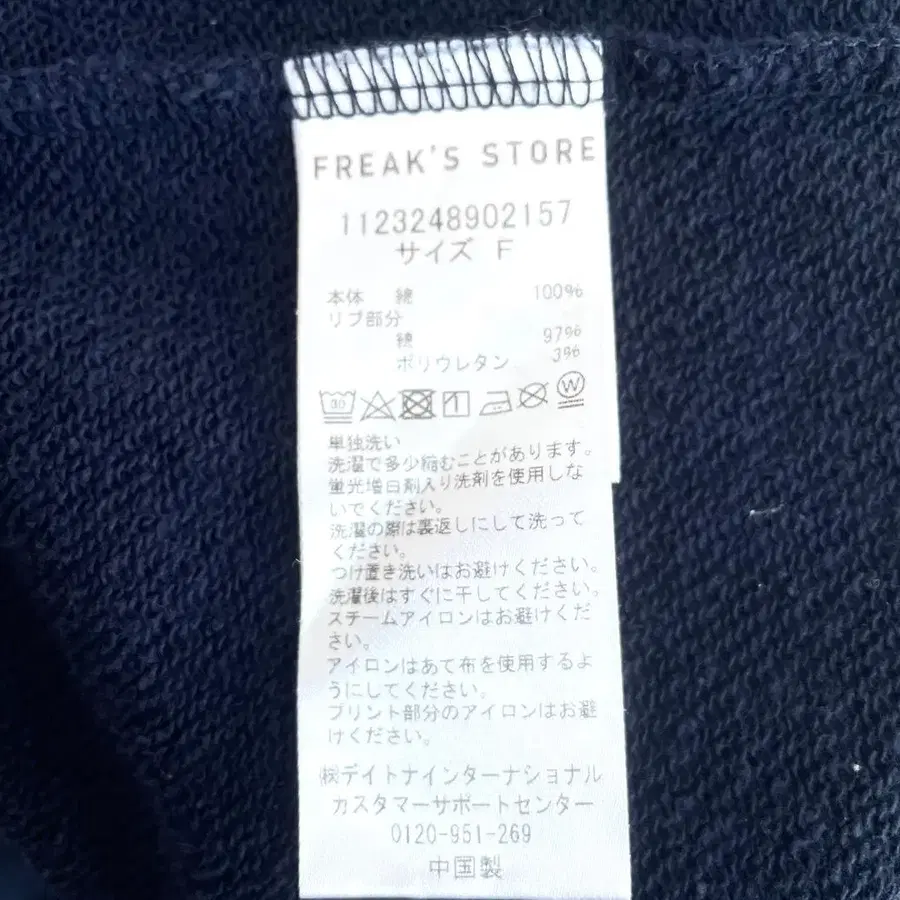 FREAK'S STORE
1123248902157
サイズ F
本体 綿 100%
リブ部分
綿 97%
ポリウレタン 3%
30
W
単独洗い
洗濯で多少縮むことがあります。
蛍光増白剤入り洗剤を使用しな
いでください。
洗濯の際は裏返しにして洗って
ください。
つけ置き洗いはお避けください。
洗濯後はすぐに干してください。
スチームアイロンはお避けくだ
さい。
アイロンはあて布を使用するよ
うにしてください。
プリント部分のアイロンはお避
けください。
㈱デイトナインターナショナル
カスタマーサポートセンター
0120-951-269
中国製